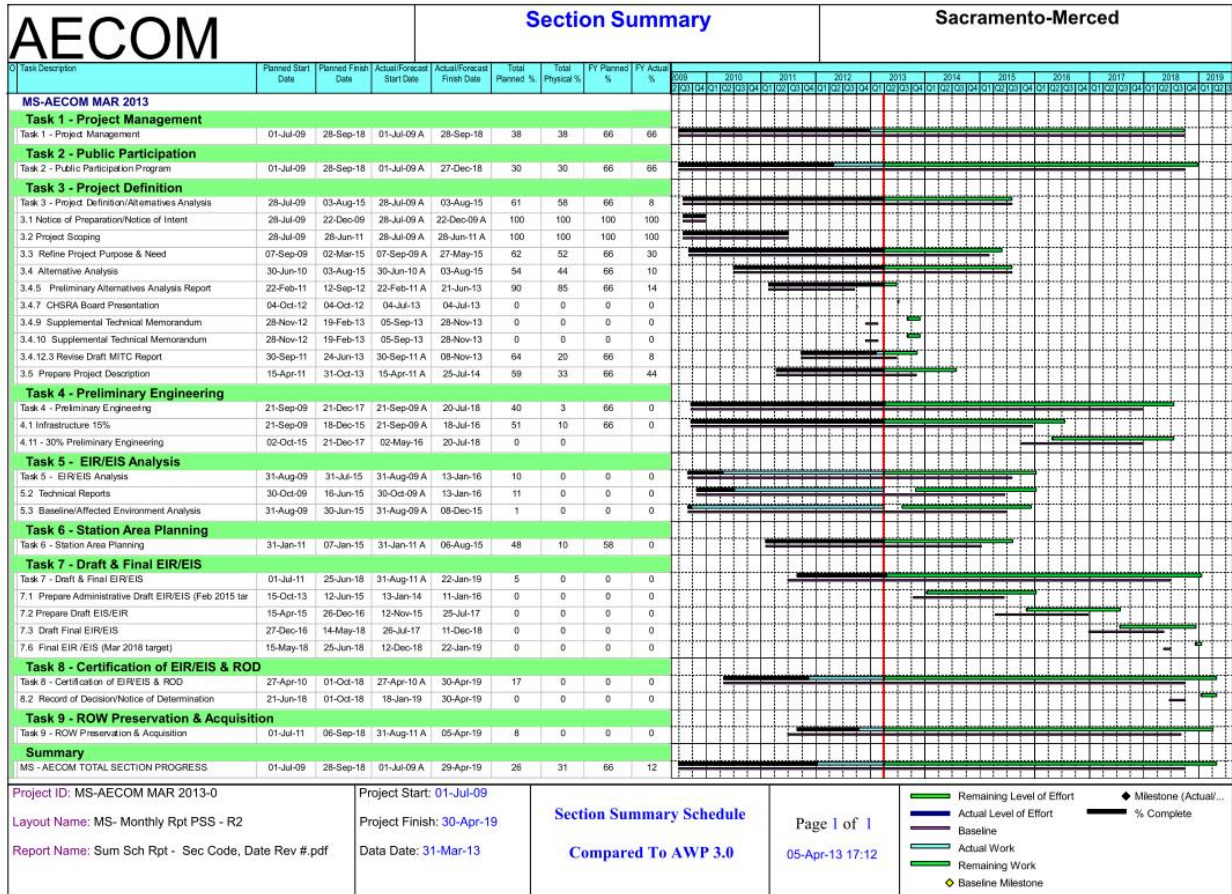 AECOM
Section Summary
Sacramento-Merced
O Task Description Planned Start Date Planned Finish Date Actual/Forecast Start Date Actual/Forecast Finish Date Total Planned % Total Physical % FY Planned % FY Actual %
2009 2010 2011 2012 2013 2014 2015 2016 2017 2018 2019
MS-AECOM MAR 2013
Task 1 - Project Management
Task 1 - Project Management 01-Jul-09 28-Sep-18 01-Jul-09 A 28-Sep-18 38 38 66 66
Task 2 - Public Participation
Task 2 - Public Participation Program 01-Jul-09 28-Sep-18 01-Jul-09 A 27-Dec-18 30 30 66 66
Task 3 - Project Definition
Task 3 - Project Definition/Alternatives Analysis 28-Jul-09 03-Aug-15 28-Jul-09 A 03-Aug-15 61 58 66 8
3.1 Notice of Preparation/Notice of Intent 28-Jul-09 22-Dec-09 28-Jul-09 A 22-Dec-09 A 100 100 100 100
3.2 Project Scoping 28-Jul-09 28-Jun-11 28-Jul-09 A 28-Jun-11 A 100 100 100 100
3.3 Refine Project Purpose & Need 07-Sep-09 02-Mar-15 07-Sep-09 A 27-May-15 62 52 66 30
3.4 Alternative Analysis 30-Jun-10 03-Aug-15 30-Jun-10 A 03-Aug-15 54 44 66 10
3.4.5 Preliminary Alternatives Analysis Report 22-Feb-11 12-Sep-12 22-Feb-11 A 21-Jun-13 90 85 66 14
3.4.7 CHSRA Board Presentation 04-Oct-12 04-Oct-12 04-Jul-13 04-Jul-13 0 0 0 0
3.4.9 Supplemental Technical Memorandum 28-Nov-12 19-Feb-13 05-Sep-13 28-Nov-13 0 0 0 0
3.4.10 Supplemental Technical Memorandum 28-Nov-12 19-Feb-13 05-Sep-13 28-Nov-13 0 0 0 0
3.4.12.3 Revise Draft MITC Report 30-Sep-11 24-Jun-13 30-Sep-11 A 08-Nov-13 64 20 66 8
3.5 Prepare Project Description 15-Apr-11 31-Oct-13 15-Apr-11 A 25-Jul-14 59 33 66 44
Task 4 - Preliminary Engineering
Task 4 - Preliminary Engineering 21-Sep-09 21-Dec-17 21-Sep-09 A 20-Jul-18 40 3 66 0
4.1 Infrastructure 15% 21-Sep-09 18-Dec-15 21-Sep-09 A 18-Jul-16 51 10 66 0
4.11 - 30% Preliminary Engineering 02-Oct-15 21-Dec-17 02-May-16 20-Jul-18 0 0
Task 5 - EIR/EIS Analysis
Task 5 - EIR/EIS Analysis 31-Aug-09 31-Jul-15 31-Aug-09 A 13-Jan-16 10 0 0 0
5.2 Technical Reports 30-Oct-09 16-Jun-15 30-Oct-09 A 13-Jan-16 11 0 0 0
5.3 Baseline/Affected Environment Analysis 31-Aug-09 30-Jun-15 31-Aug-09 A 08-Dec-15 1 0 0 0
Task 6 - Station Area Planning
Task 6 - Station Area Planning 31-Jan-11 07-Jan-15 31-Jan-11 A 06-Aug-15 48 10 58 0
Task 7 - Draft & Final EIR/EIS
Task 7 - Draft & Final EIR/EIS 01-Jul-11 25-Jun-18 31-Aug-11 A 22-Jan-19 5 0 0 0
7.1 Prepare Administrative Draft EIR/EIS (Feb 2015 tar 15-Oct-13 12-Jun-15 13-Jan-14 11-Jan-16 0 0 0 0
7.2 Prepare Draft EIS/EIR 15-Apr-15 26-Dec-16 12-Nov-15 25-Jul-17 0 0 0 0
7.3 Draft Final EIR/EIS 27-Dec-16 14-May-18 26-Jul-17 11-Dec-18 0 0 0 0
7.6 Final EIR /EIS (Mar 2018 target) 15-May-18 25-Jun-18 12-Dec-18 22-Jan-19 0 0 0 0
Task 8 - Certification of EIR/EIS & ROD
Task 8 - Certification of EIR/EIS & ROD 27-Apr-10 01-Oct-18 27-Apr-10 A 30-Apr-19 17 0 0 0
8.2 Record of Decision/Notice of Determination 21-Jun-18 01-Oct-18 18-Jan-19 30-Apr-19 0 0 0 0
Task 9 - ROW Preservation & Acquisition
Task 9 - ROW Preservation & Acquisition 01-Jul-11 06-Sep-18 31-Aug-11 A 05-Apr-19 8 0 0 0
Summary
MS - AECOM TOTAL SECTION PROGRESS 01-Jul-09 28-Sep-18 01-Jul-09 A 29-Apr-19 26 31 66 12
Project ID: MS-AECOM MAR 2013-0
Layout Name: MS- Monthly Rpt PSS - R2
Report Name: Sum Sch Rpt - Sec Code, Date Rev #.pdf
Project Start: 01-Jul-09
Project Finish: 30-Apr-19
Data Date: 31-Mar-13
Section Summary Schedule
Compared To AWP 3.0
Page 1 of 1
05-Apr-13 17:12
Remaining Level of Effort
Actual Level of Effort
Baseline
Actual Work
Remaining Work
Baseline Milestone
Milestone (Actual/...
% Complete